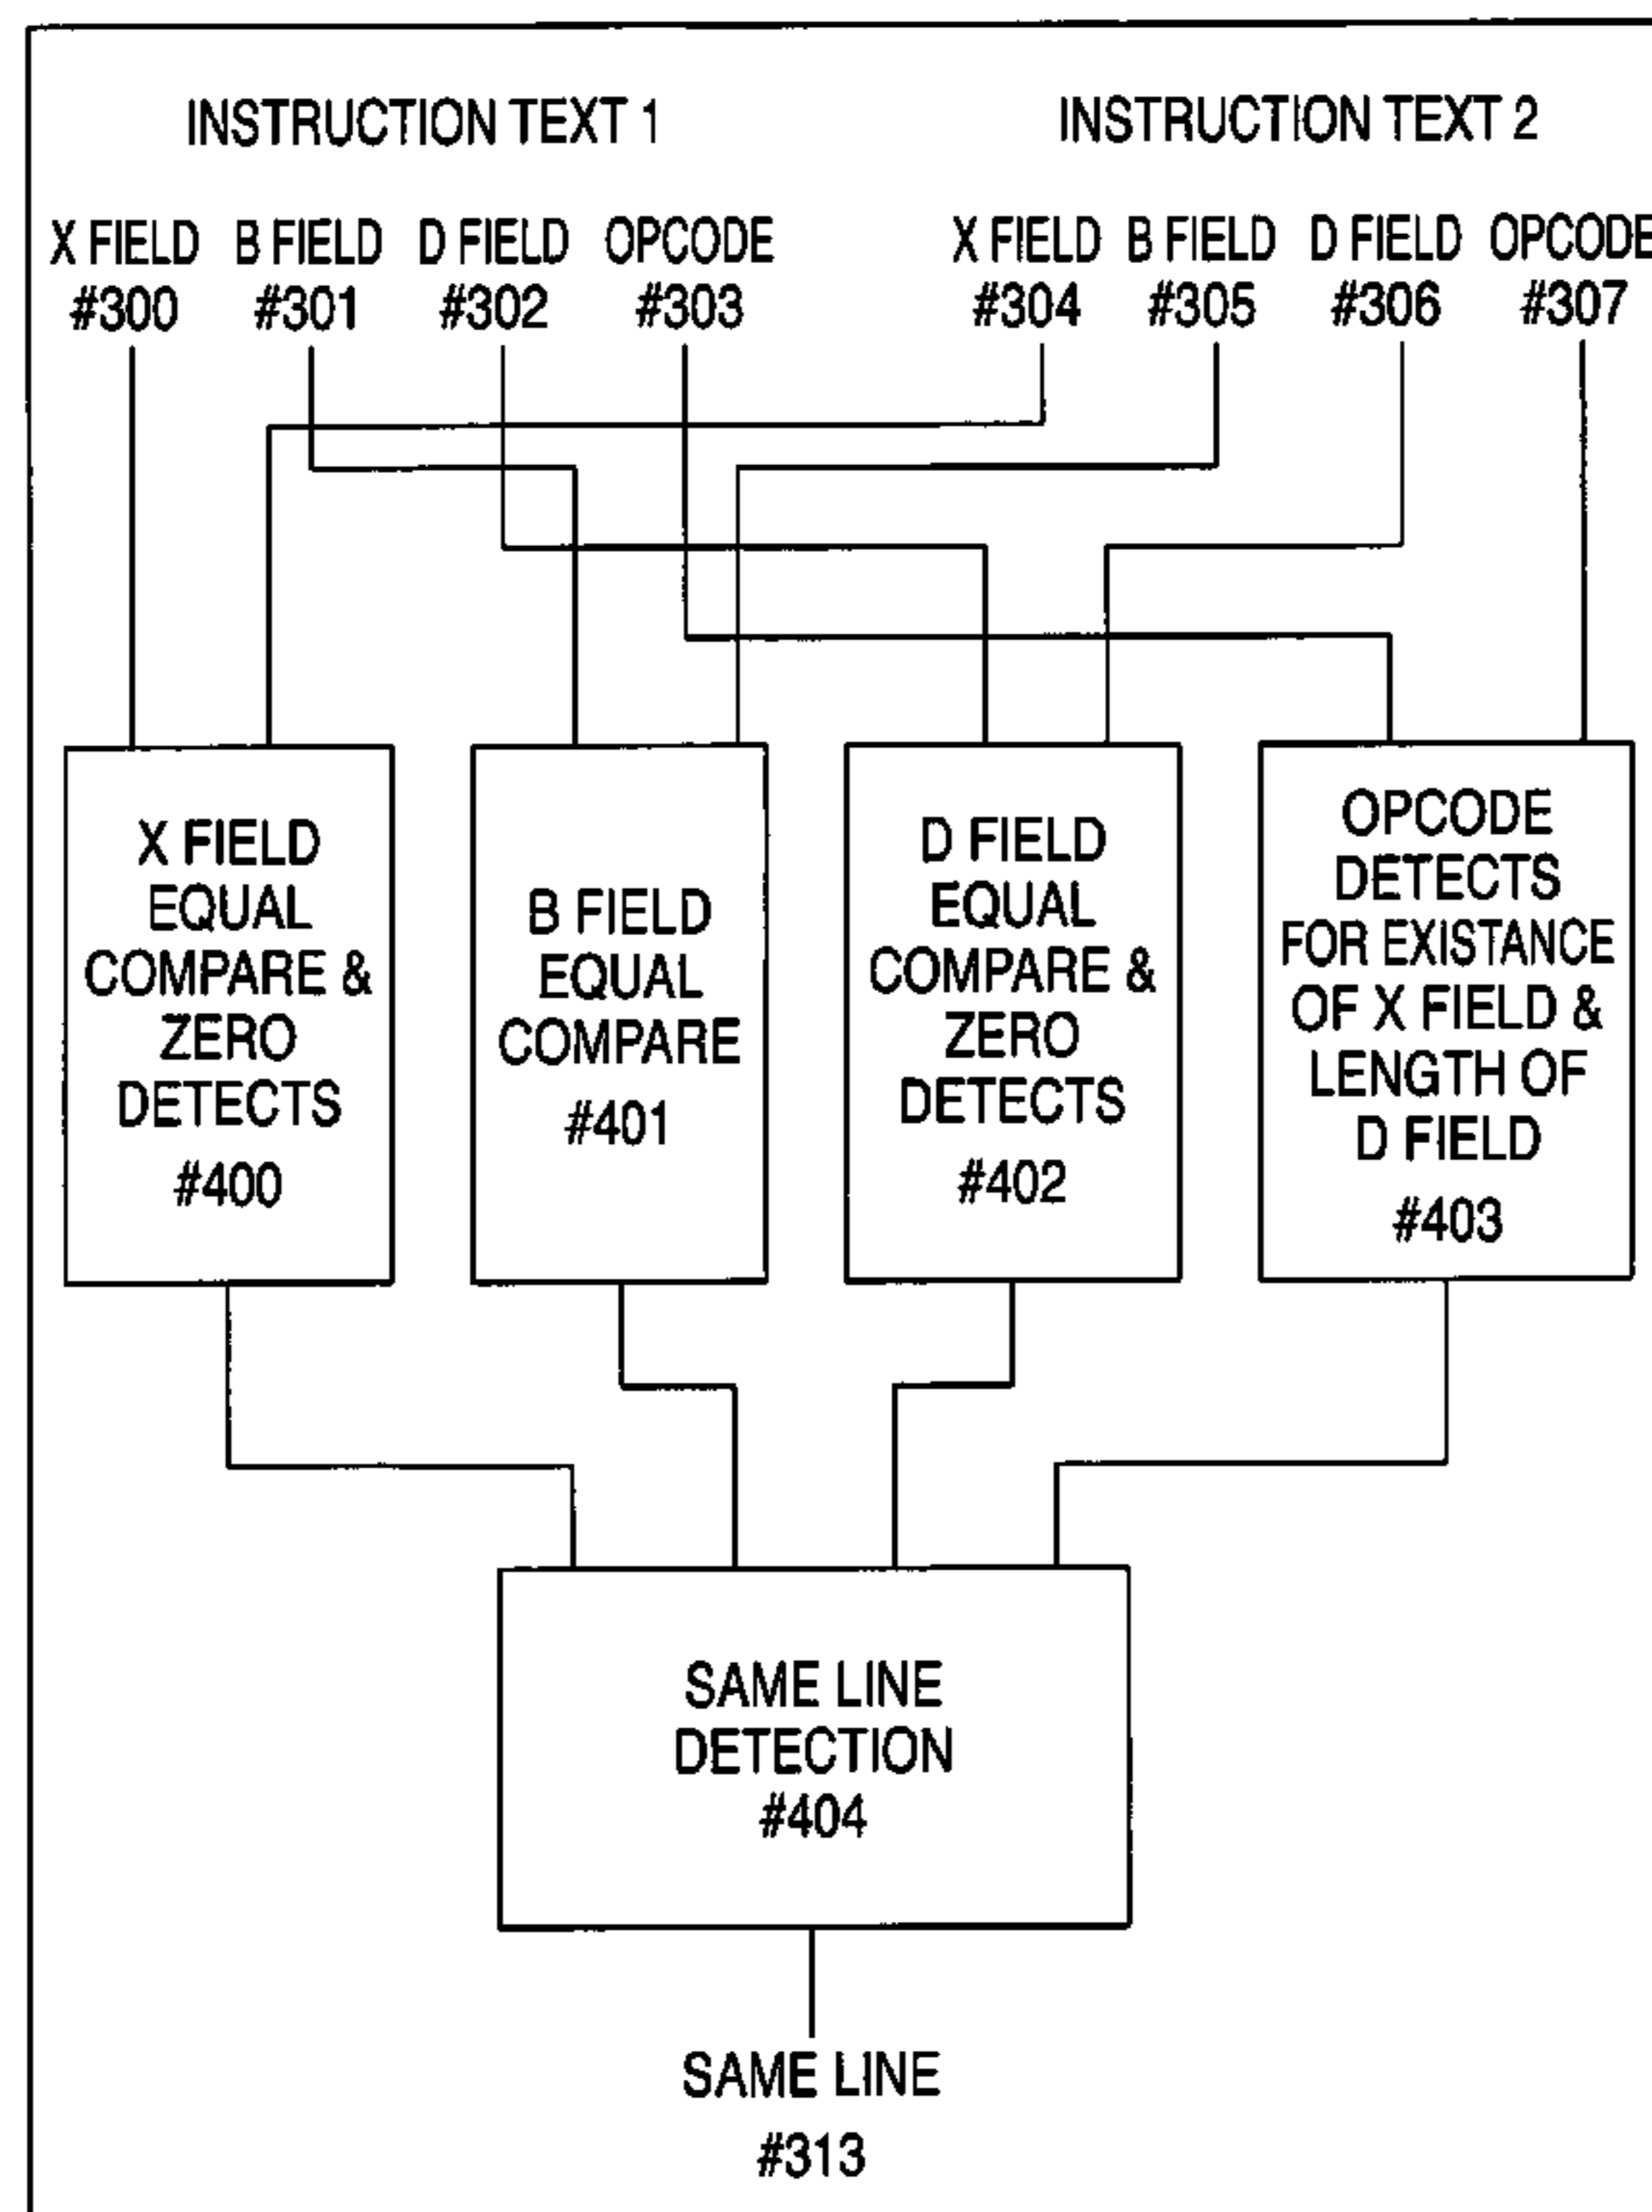 INSTRUCTION TEXT 1 INSTRUCTION TEXT 2
X FIELD B FIELD D FIELD OPCODE X FIELD B FIELD D FIELD OPCODE
#300 #301 #302 #303 #304 #305 #306 #307
X FIELD
EQUAL
COMPARE &
ZERO
DETECTS
#400
B FIELD
EQUAL
COMPARE
#401
D FIELD
EQUAL
COMPARE &
ZERO
DETECTS
#402
OPCODE
DETECTS
FOR EXISTANCE
OF X FIELD &
LENGTH OF
D FIELD
#403
SAME LINE
DETECTION
#404
SAME LINE
#313